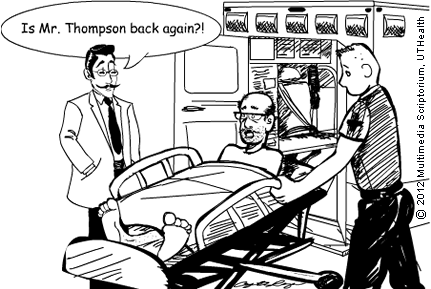 Is Mr. Thompson back again?!
© 2012 Multimedia Scriptorium, UTHealth